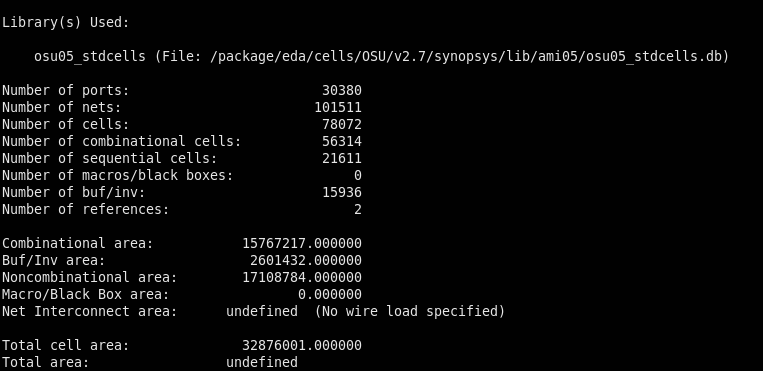 Library(s) Used:
osu05_stdcells (File: /package/eda/cells/OSU/v2.7/synopsys/lib/ami05/osu05_stdcells.db)
Number of ports: 30380
Number of nets: 101511
Number of cells: 78072
Number of combinational cells: 56314
Number of sequential cells: 21611
Number of macros/black boxes: 0
Number of buf/inv: 15936
Number of references: 2
Combinational area: 15767217.000000
Buf/Inv area: 2601432.000000
Noncombinational area: 17108784.000000
Macro/Black Box area: 0.000000
Net Interconnect area: undefined (No wire load specified)
Total cell area: 32876001.000000
Total area: undefined